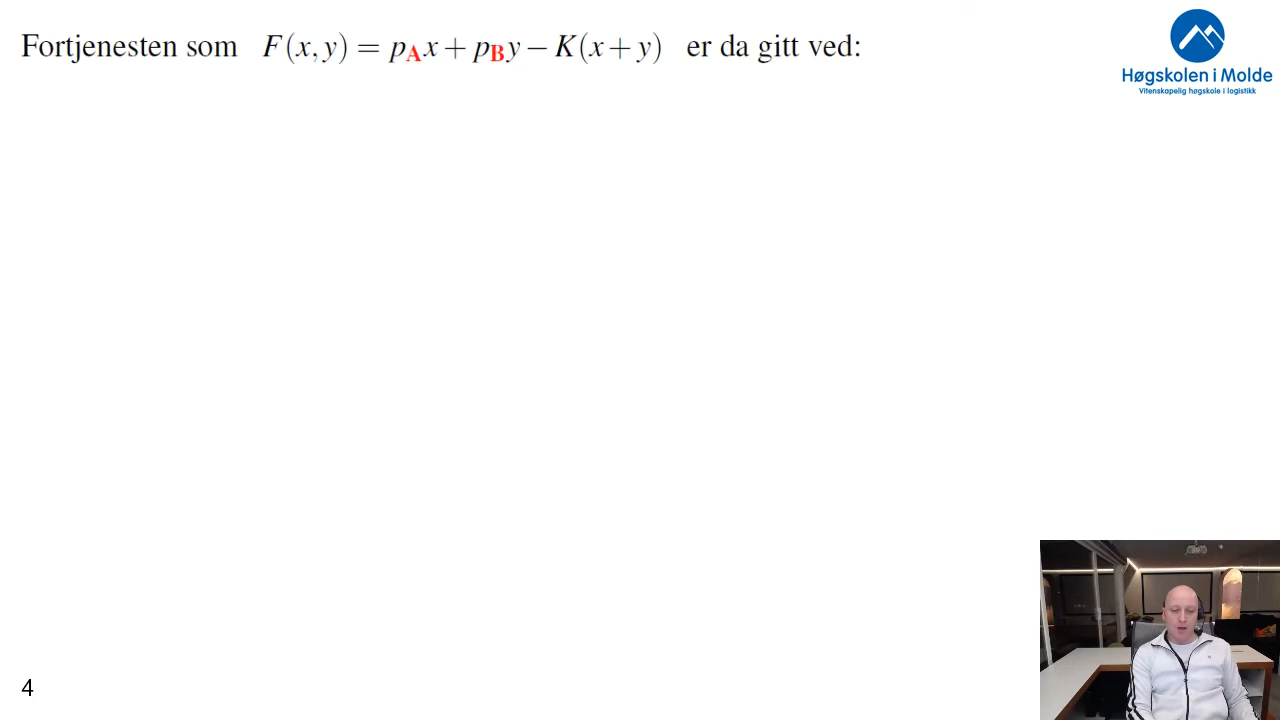 Fortjenesten som F(x, y) = p_A x + p_B y − K(x + y) er da gitt ved:
Høgskolen i Molde
Vitenskapelig høgskole i logistikk
4